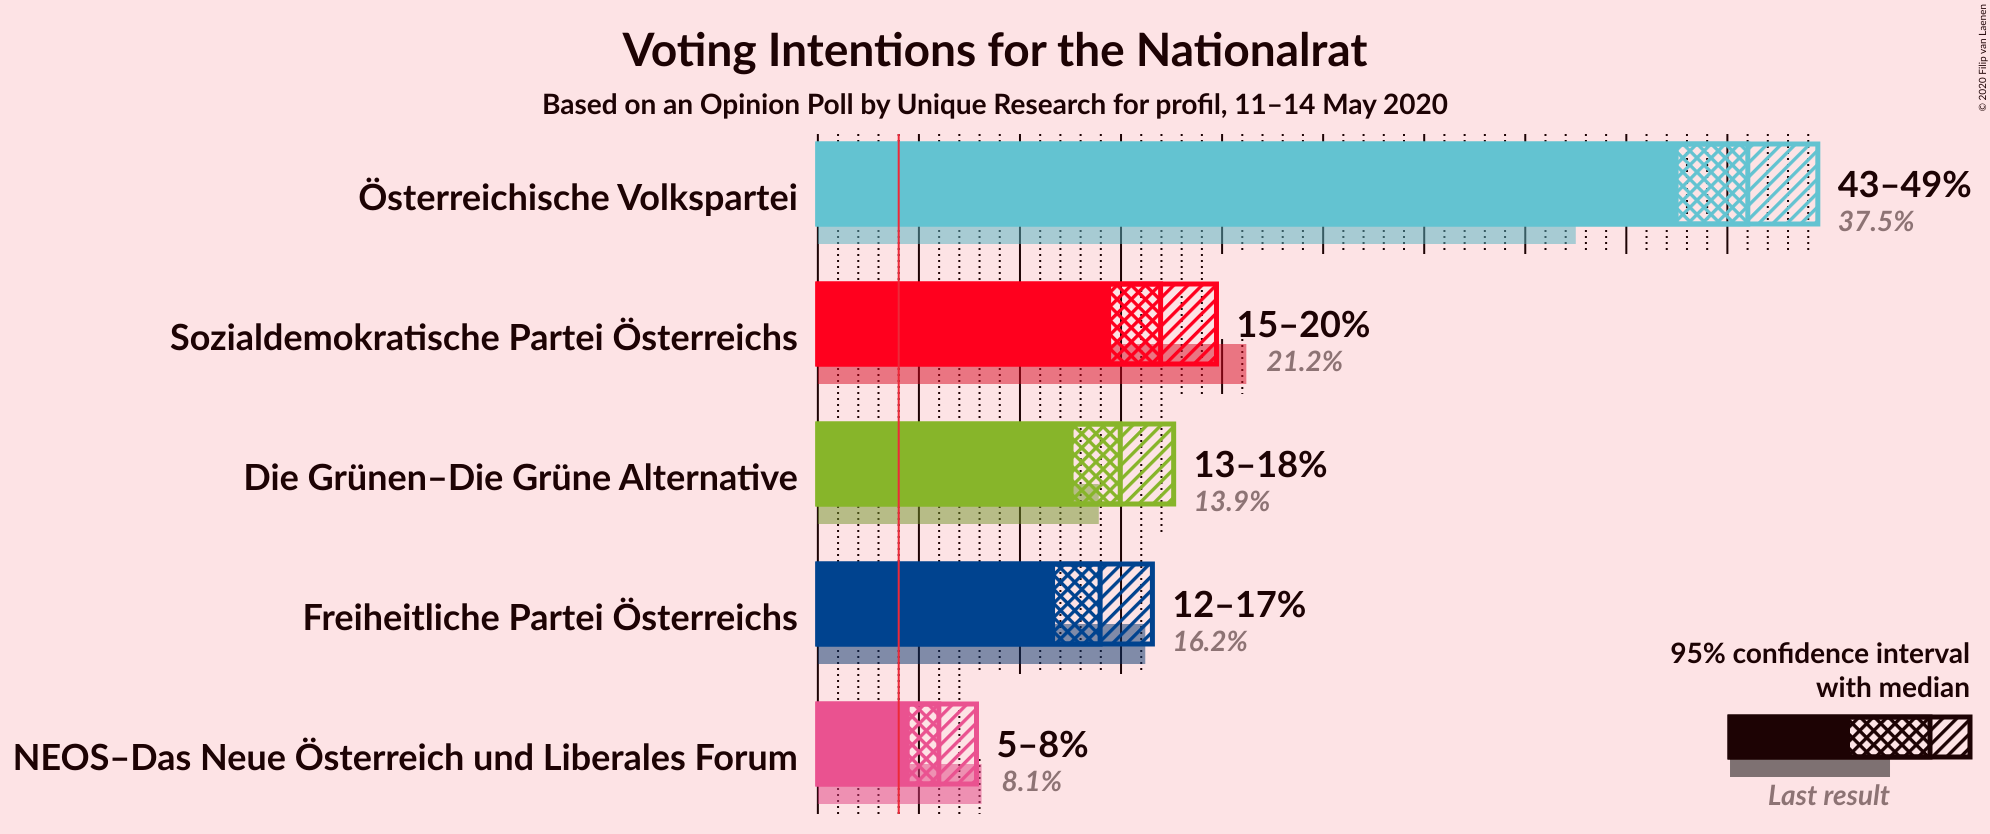 Voting Intentions for the Nationalrat
Based on an Opinion Poll by Unique Research for profil, 11–14 May 2020
© 2020 Filip van Laenen
Österreichische Volkspartei
43–49%
37.5%
Sozialdemokratische Partei Österreichs
15–20%
21.2%
Die Grünen–Die Grüne Alternative
13–18%
13.9%
Freiheitliche Partei Österreichs
12–17%
16.2%
NEOS–Das Neue Österreich und Liberales Forum
5–8%
8.1%
95% confidence interval
with median
Last result